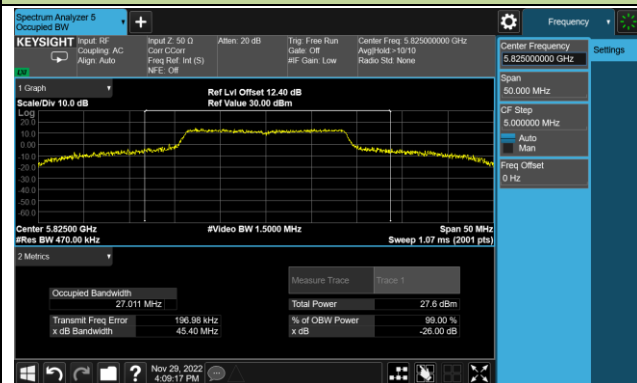 Spectrum Analyzer 5
Occupied BW
Frequency
KEYSIGHT
Input: RF
Coupling: AC
Align: Auto
Input Z: 50 Ω
Corr CCorr
Freq Ref: Int (S)
NFE: Off
Atten: 20 dB
Trig: Free Run
Gate: Off
#IF Gain: Low
Center Freq: 5.825000000 GHz
Avg|Hold:>10/10
Radio Std: None
Center Frequency
5.825000000 GHz
Settings
Span
50.000 MHz
CF Step
5.000000 MHz
Auto
Man
Freq Offset
0 Hz
1 Graph
Scale/Div 10.0 dB
Ref Lvl Offset 12.40 dB
Ref Value 30.00 dBm
Log
20.0
10.0
0.00
-10.0
-20.0
-30.0
-40.0
-50.0
-60.0
Center 5.82500 GHz
#Res BW 470.00 kHz
#Video BW 1.5000 MHz
Span 50 MHz
Sweep 1.07 ms (2001 pts)
2 Metrics
Measure Trace
Trace 1
Occupied Bandwidth
27.011 MHz
Total Power
27.6 dBm
Transmit Freq Error
196.98 kHz
% of OBW Power
99.00 %
x dB Bandwidth
45.40 MHz
x dB
-26.00 dB
Nov 29, 2022
4:09:17 PM